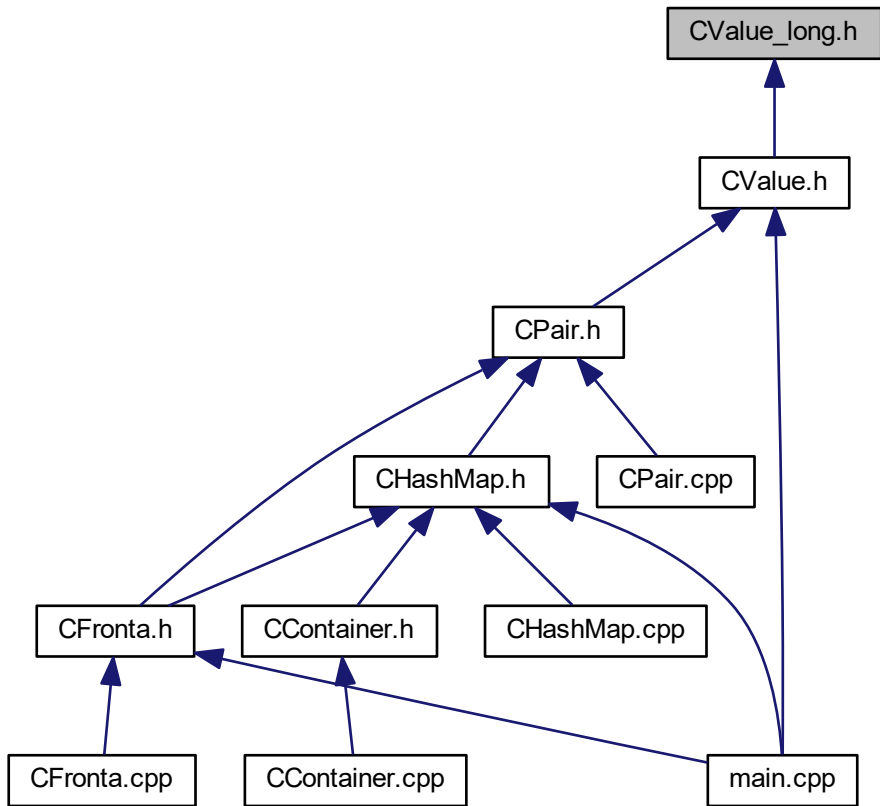 CValue_long.h
CValue.h
CPair.h
CHashMap.h
CPair.cpp
CFronta.h
CContainer.h
CHashMap.cpp
CFronta.cpp
CContainer.cpp
main.cpp